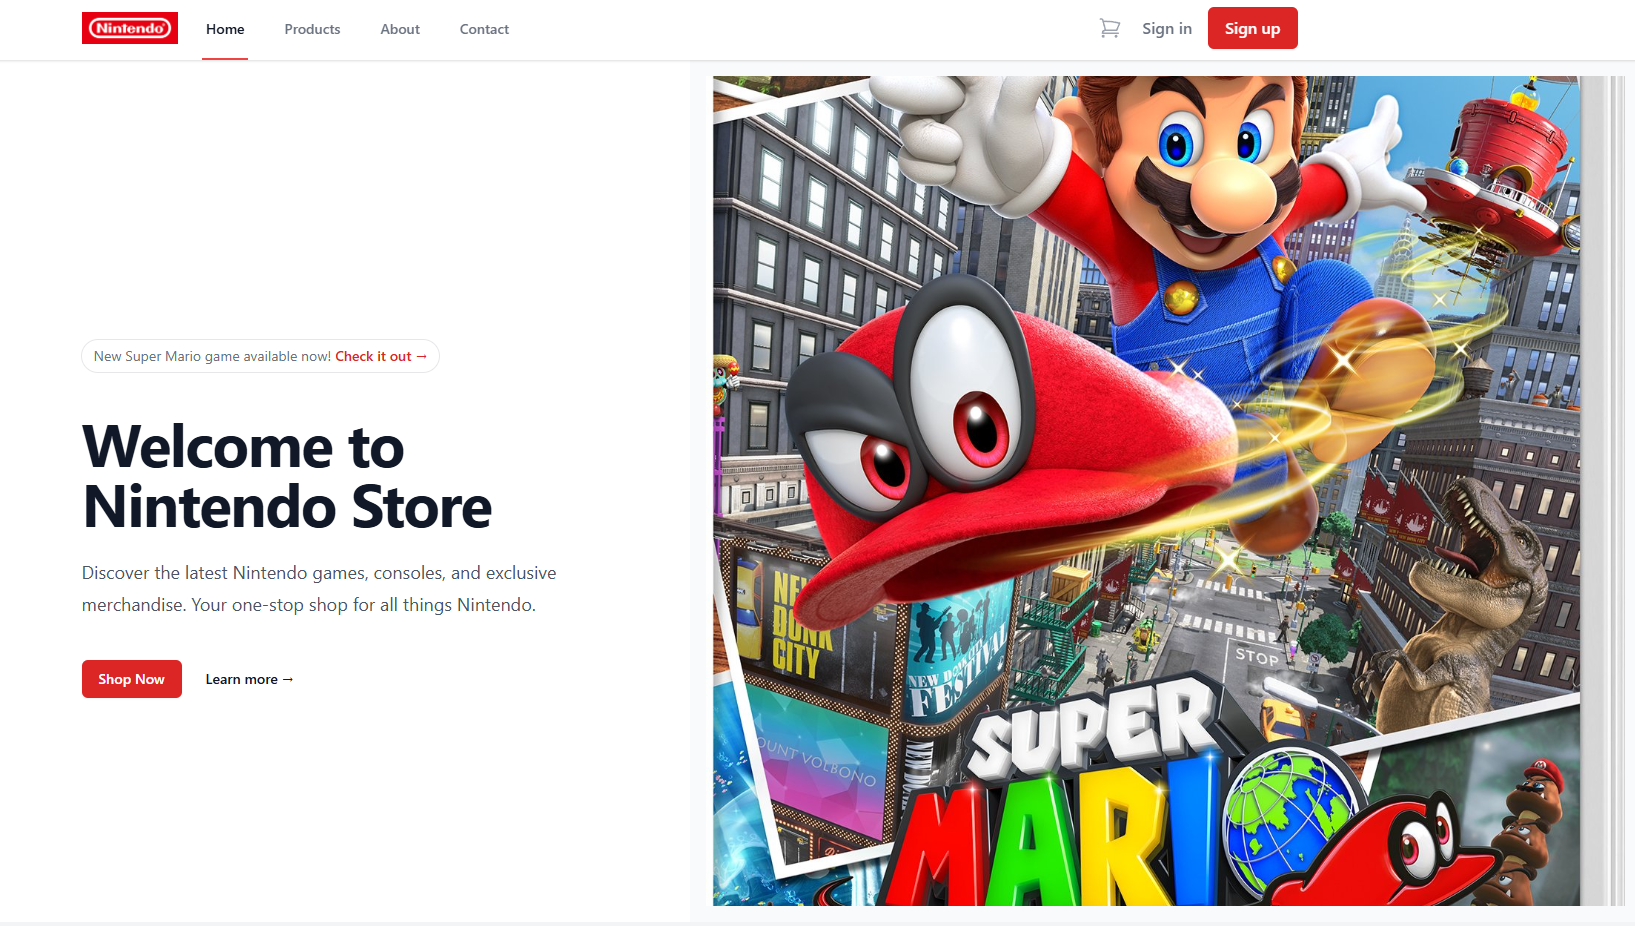 Nintendo
Home
Products
About
Contact
Sign in
Sign up
New Super Mario game available now! Check it out →
Welcome to
Nintendo Store
Discover the latest Nintendo games, consoles, and exclusive
merchandise. Your one-stop shop for all things Nintendo.
Shop Now
Learn more →
NEW
DONK
CITY
NEW DONK
FESTIVAL
STOP
MOUNT VOLBONO
SUPER
MARIO